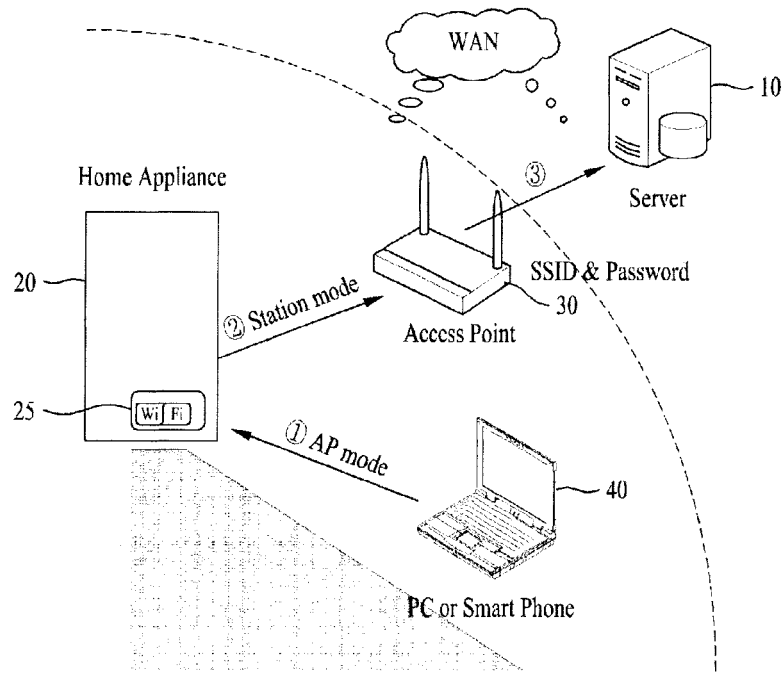 WAN
10
Server
Home Appliance
20
③
SSID & Password
30
Access Point
② Station mode
25
Wi Fi
① AP mode
40
PC or Smart Phone